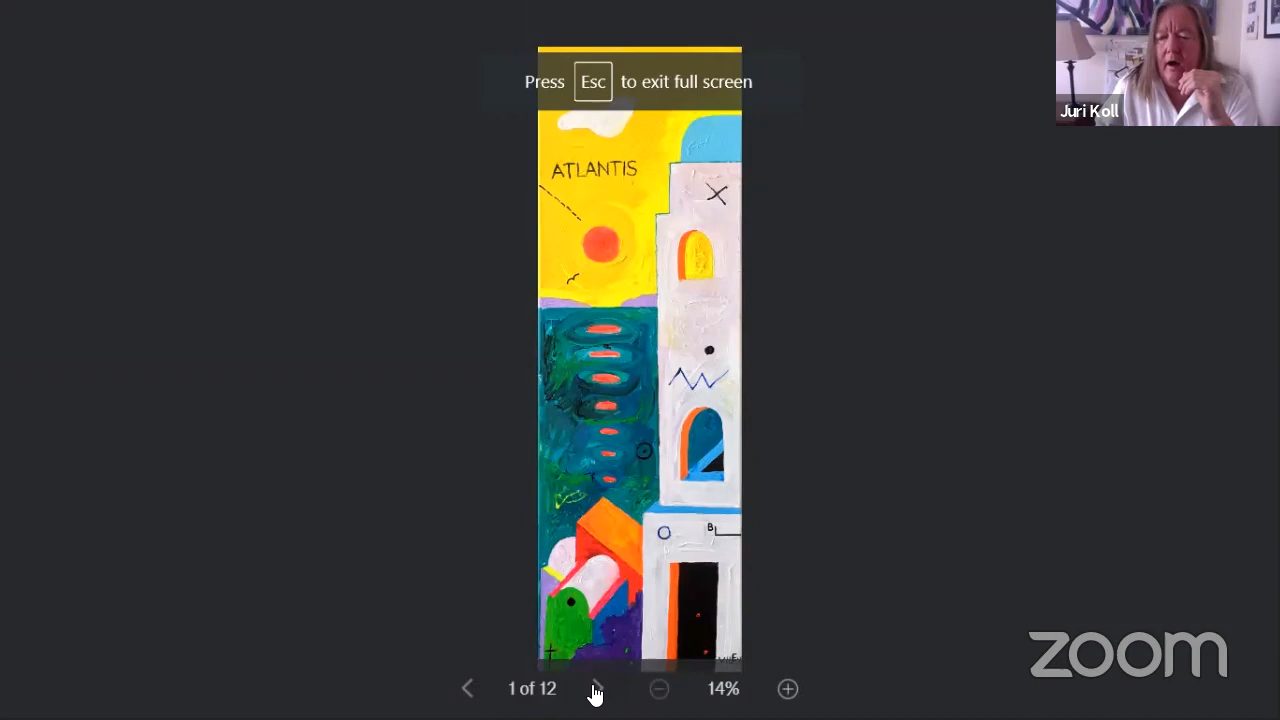 Press Esc to exit full screen
Juri Koll
ATLANTIS
B
1 of 12
14%
zoom